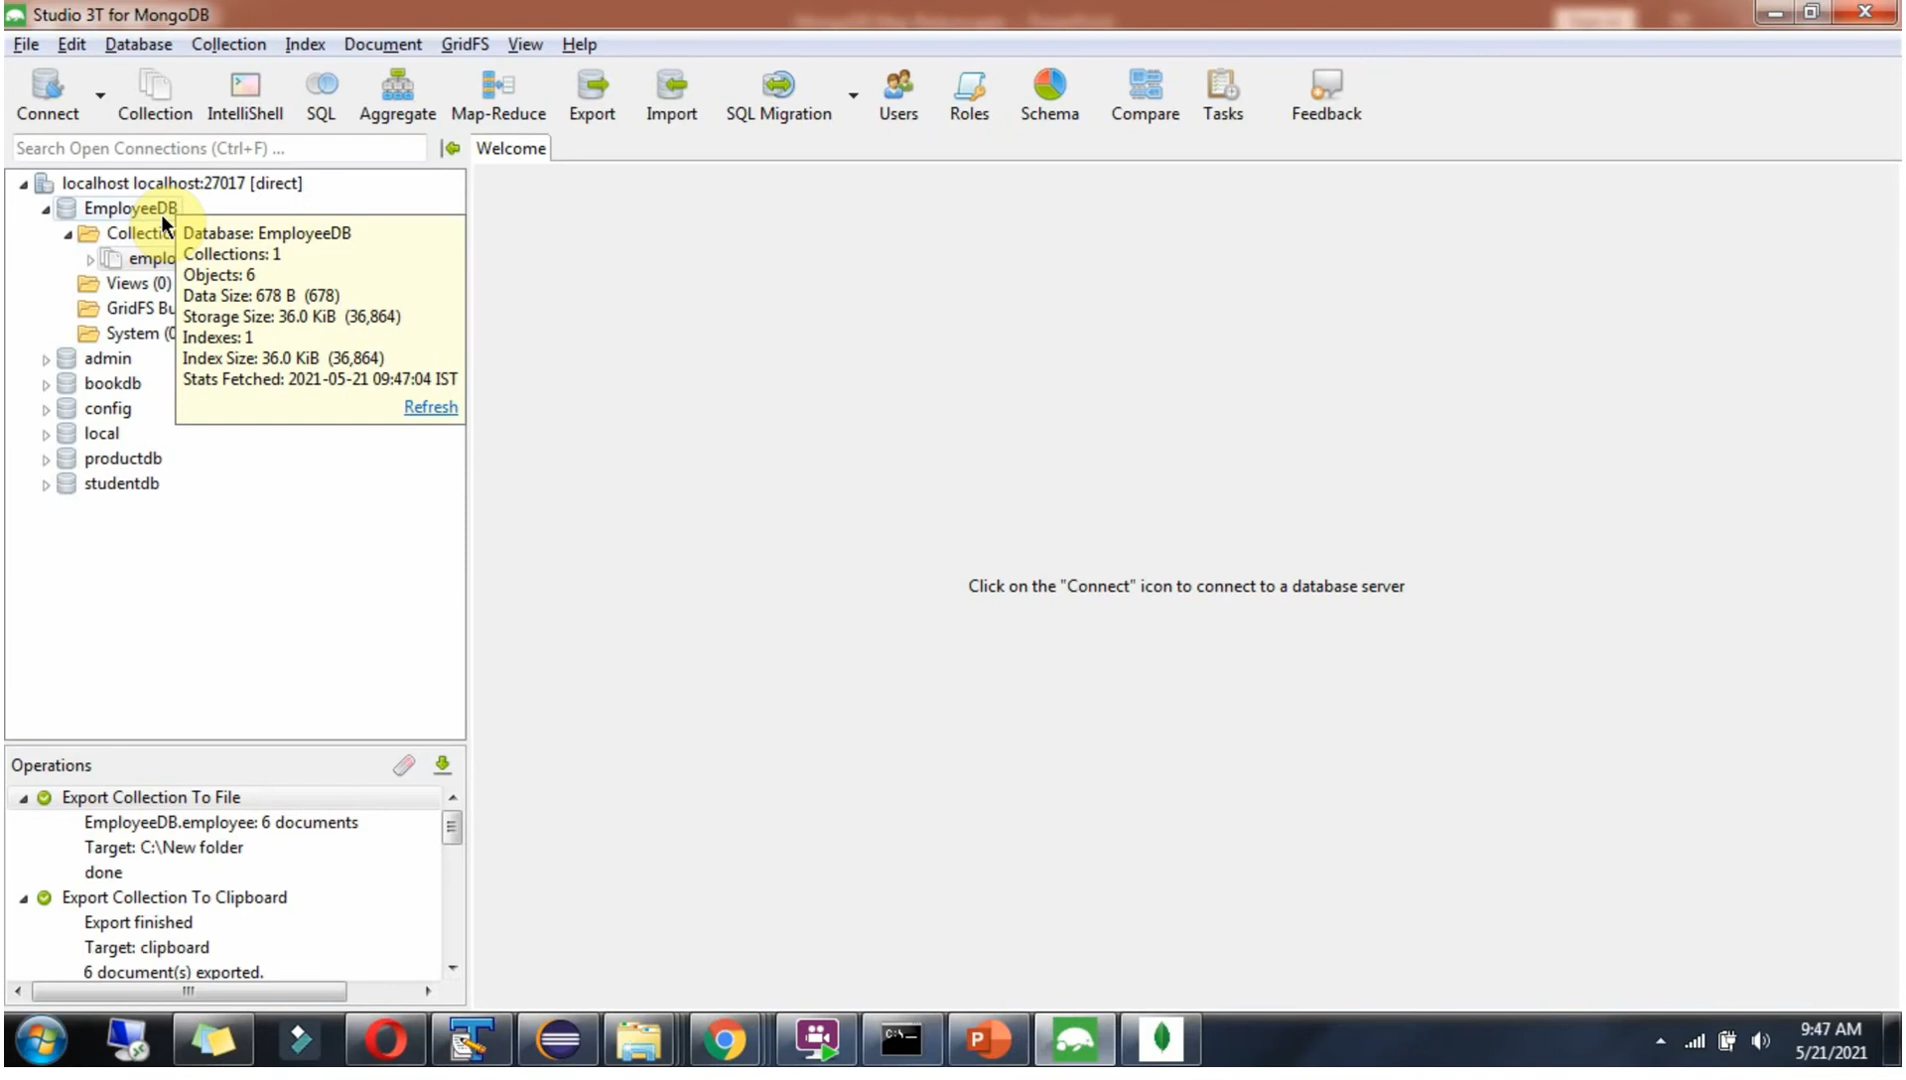 Studio 3T for MongoDB
File Edit Database Collection Index Document GridFS View Help
Connect Collection IntelliShell SQL Aggregate Map-Reduce Export Import SQL Migration Users Roles Schema Compare Tasks Feedback
Search Open Connections (Ctrl+F) ...
Welcome
localhost localhost:27017 [direct]
EmployeeDB
Collectio
emplo
Views (0)
GridFS Bu
System (0
Database: EmployeeDB
Collections: 1
Objects: 6
Data Size: 678 B (678)
Storage Size: 36.0 KiB (36,864)
Indexes: 1
Index Size: 36.0 KiB (36,864)
Stats Fetched: 2021-05-21 09:47:04 IST
Refresh
admin
bookdb
config
local
productdb
studentdb
Click on the "Connect" icon to connect to a database server
Operations
Export Collection To File
EmployeeDB.employee: 6 documents
Target: C:\New folder
done
Export Collection To Clipboard
Export finished
Target: clipboard
6 document(s) exported.
9:47 AM
5/21/2021